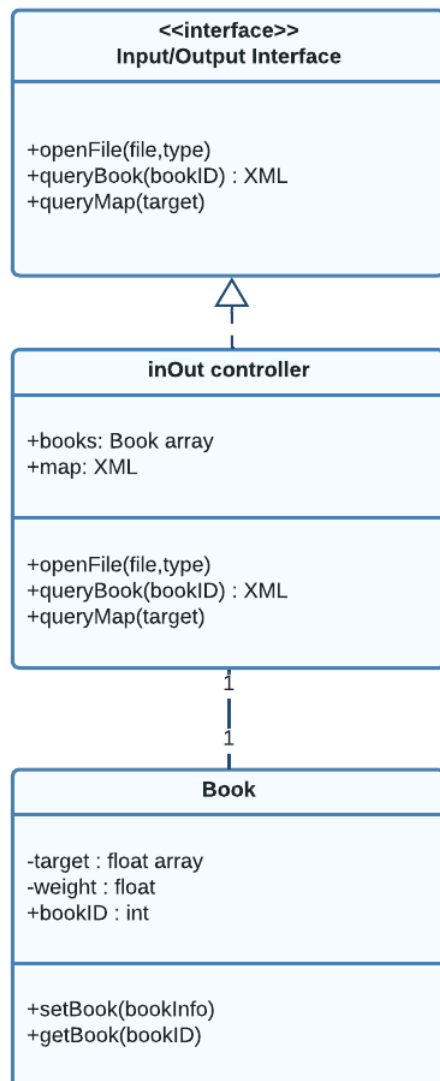 <<interface>>
Input/Output Interface
+openFile(file,type)
+queryBook(bookID) : XML
+queryMap(target)
inOut controller
+books: Book array
+map: XML
+openFile(file,type)
+queryBook(bookID) : XML
+queryMap(target)
1
1
Book
-target : float array
-weight : float
+bookID : int
+setBook(bookInfo)
+getBook(bookID)